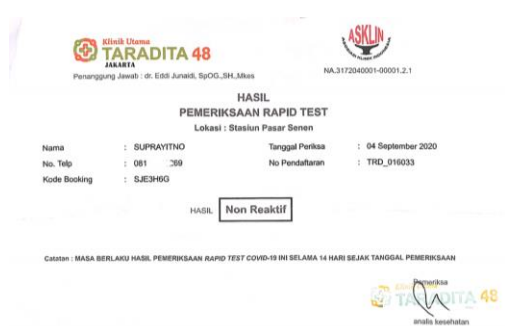 Klinik Utama
TARADITA 48
JAKARTA
Penanggung Jawab : dr. Eddi Junaidi, SpOG.,SH.,Mkes
ASKLIN
NA.3172040001-00001.2.1
HASIL
PEMERIKSAAN RAPID TEST
Lokasi : Stasiun Pasar Senen
Nama : SUPRAYITNO
Tanggal Periksa : 04 September 2020
No. Telp : 081 269
No Pendaftaran : TRD_016033
Kode Booking : SJE3H6G
HASIL Non Reaktif
Catatan : MASA BERLAKU HASIL PEMERIKSAAN RAPID TEST COVID-19 INI SELAMA 14 HARI SEJAK TANGGAL PEMERIKSAAN
Pemeriksa
TARADITA 48
analis kesehatan